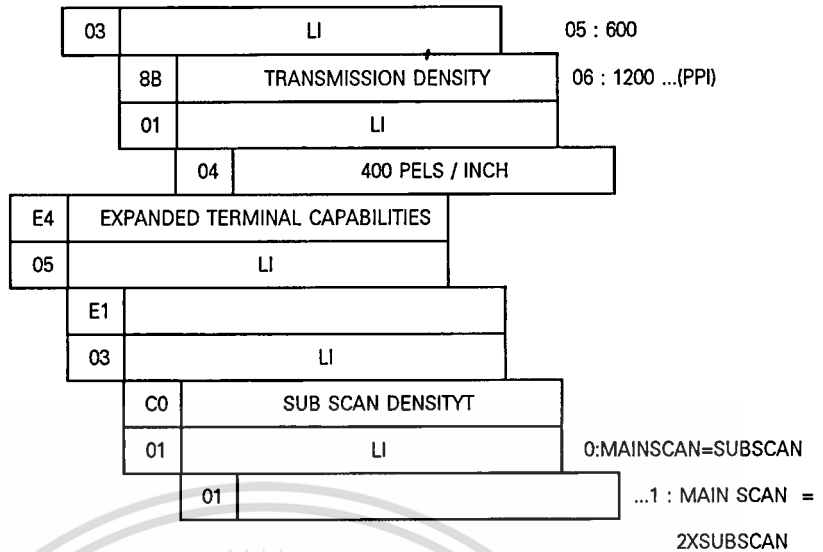 03 LI 05 : 600
8B TRANSMISSION DENSITY 06 : 1200 ...(PPI)
01 LI
04 400 PELS / INCH
E4 EXPANDED TERMINAL CAPABILITIES
05 LI
E1
03 LI
C0 SUB SCAN DENSITYT
01 LI 0:MAINSCAN=SUBSCAN
01 ...1 : MAIN SCAN =
2XSUBSCAN